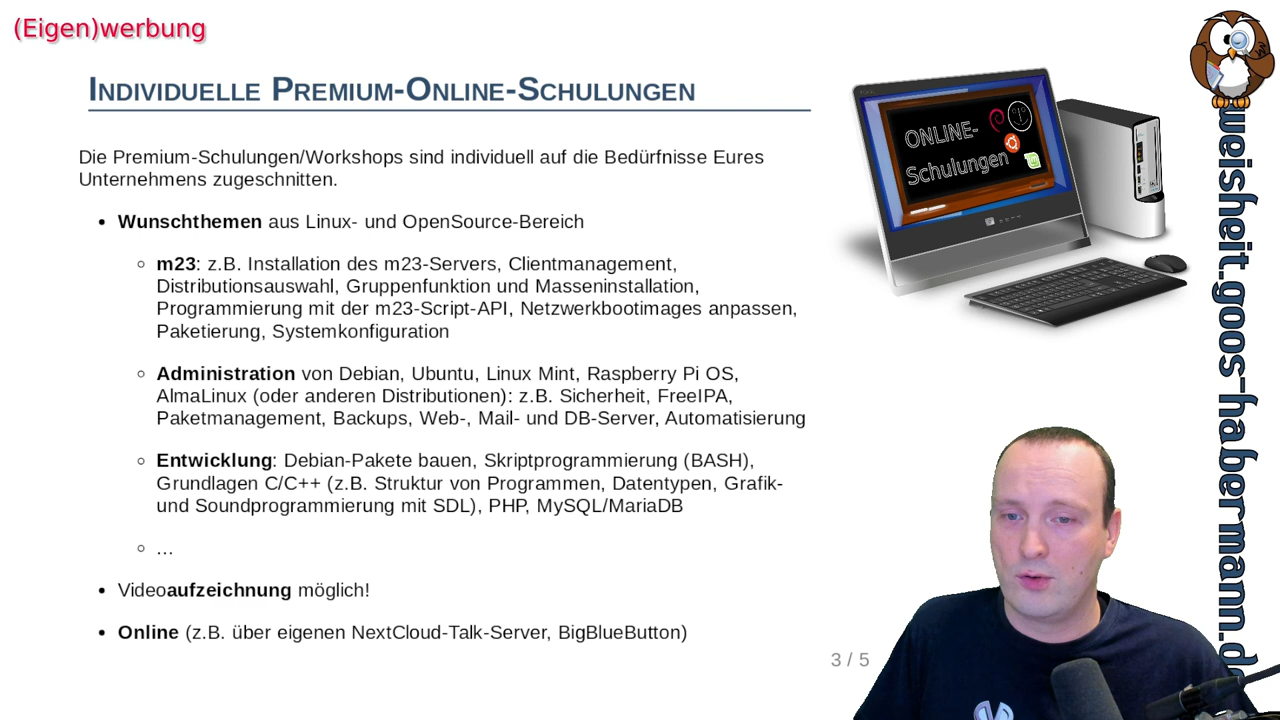 (Eigen)werbung
Individuelle Premium-Online-Schulungen
Die Premium-Schulungen/Workshops sind individuell auf die Bedürfnisse Eures
Unternehmens zugeschnitten.
• Wunschthemen aus Linux- und OpenSource-Bereich
◦ m23: z.B. Installation des m23-Servers, Clientmanagement,
Distributionsauswahl, Gruppenfunktion und Masseninstallation,
Programmierung mit der m23-Script-API, Netzwerkbootimages anpassen,
Paketierung, Systemkonfiguration
◦ Administration von Debian, Ubuntu, Linux Mint, Raspberry Pi OS,
AlmaLinux (oder anderen Distributionen): z.B. Sicherheit, FreeIPA,
Paketmanagement, Backups, Web-, Mail- und DB-Server, Automatisierung
◦ Entwicklung: Debian-Pakete bauen, Skriptprogrammierung (BASH),
Grundlagen C/C++ (z.B. Struktur von Programmen, Datentypen, Grafik-
und Soundprogrammierung mit SDL), PHP, MySQL/MariaDB
◦ ...
• Videoaufzeichnung möglich!
• Online (z.B. über eigenen NextCloud-Talk-Server, BigBlueButton)
3 / 5
ONLINE-
Schulungen
weisheit.goos-habermann.d